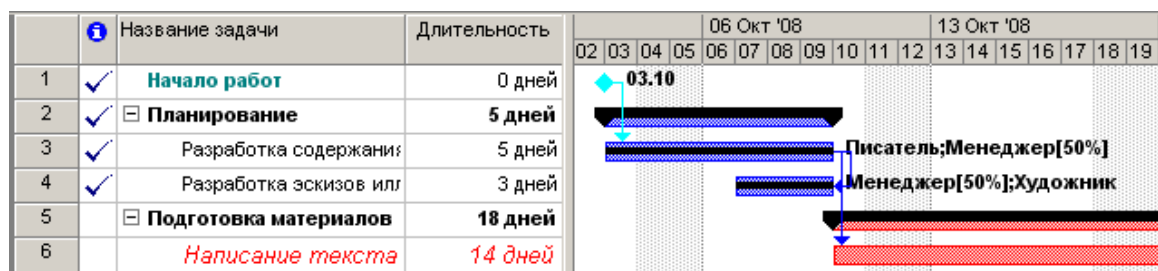 Название задачи Длительность 06 Окт '08 13 Окт '08
02 03 04 05 06 07 08 09 10 11 12 13 14 15 16 17 18 19
1 Начало работ 0 дней 03.10
2 Планирование 5 дней
3 Разработка содержания 5 дней Писатель;Менеджер[50%]
4 Разработка эскизов илл 3 дней Менеджер[50%];Художник
5 Подготовка материалов 18 дней
6 Написание текста 14 дней